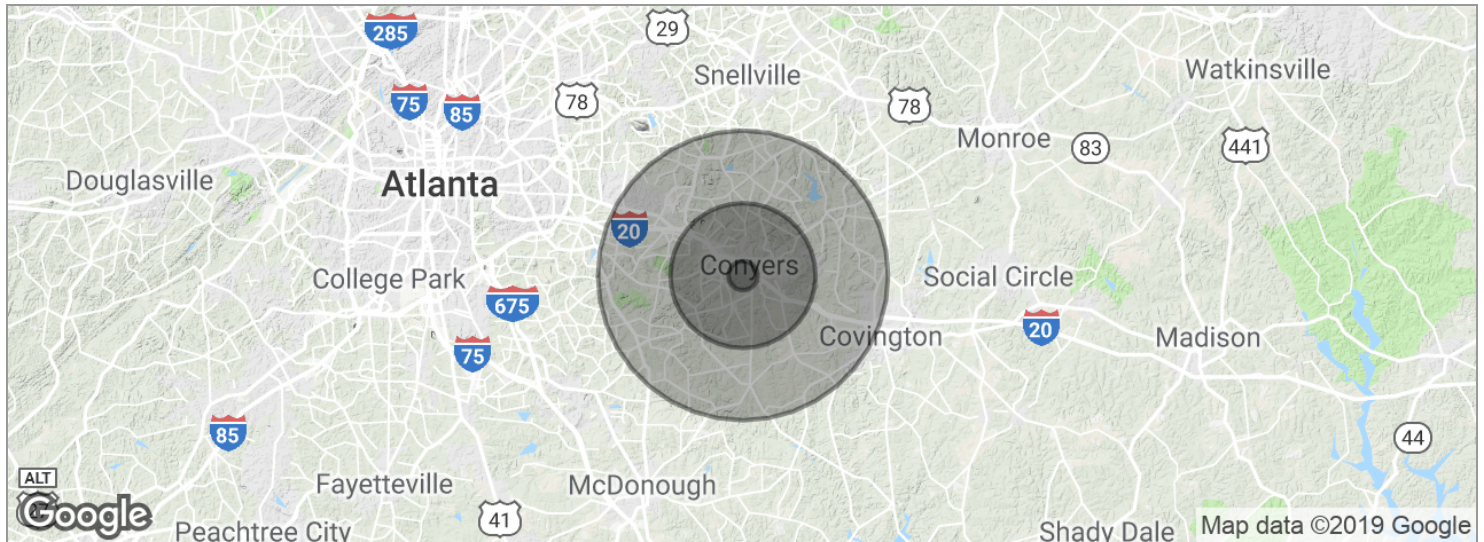 285
29
Snellville
Watkinsville
75
85
78
78
Monroe
83
441
Douglasville
Atlanta
20
Conyers
College Park
Social Circle
675
20
Covington
Madison
75
85
44
ALT
Fayetteville
McDonough
Google
41
Peachtree City
Shady Dale
Map data ©2019 Google